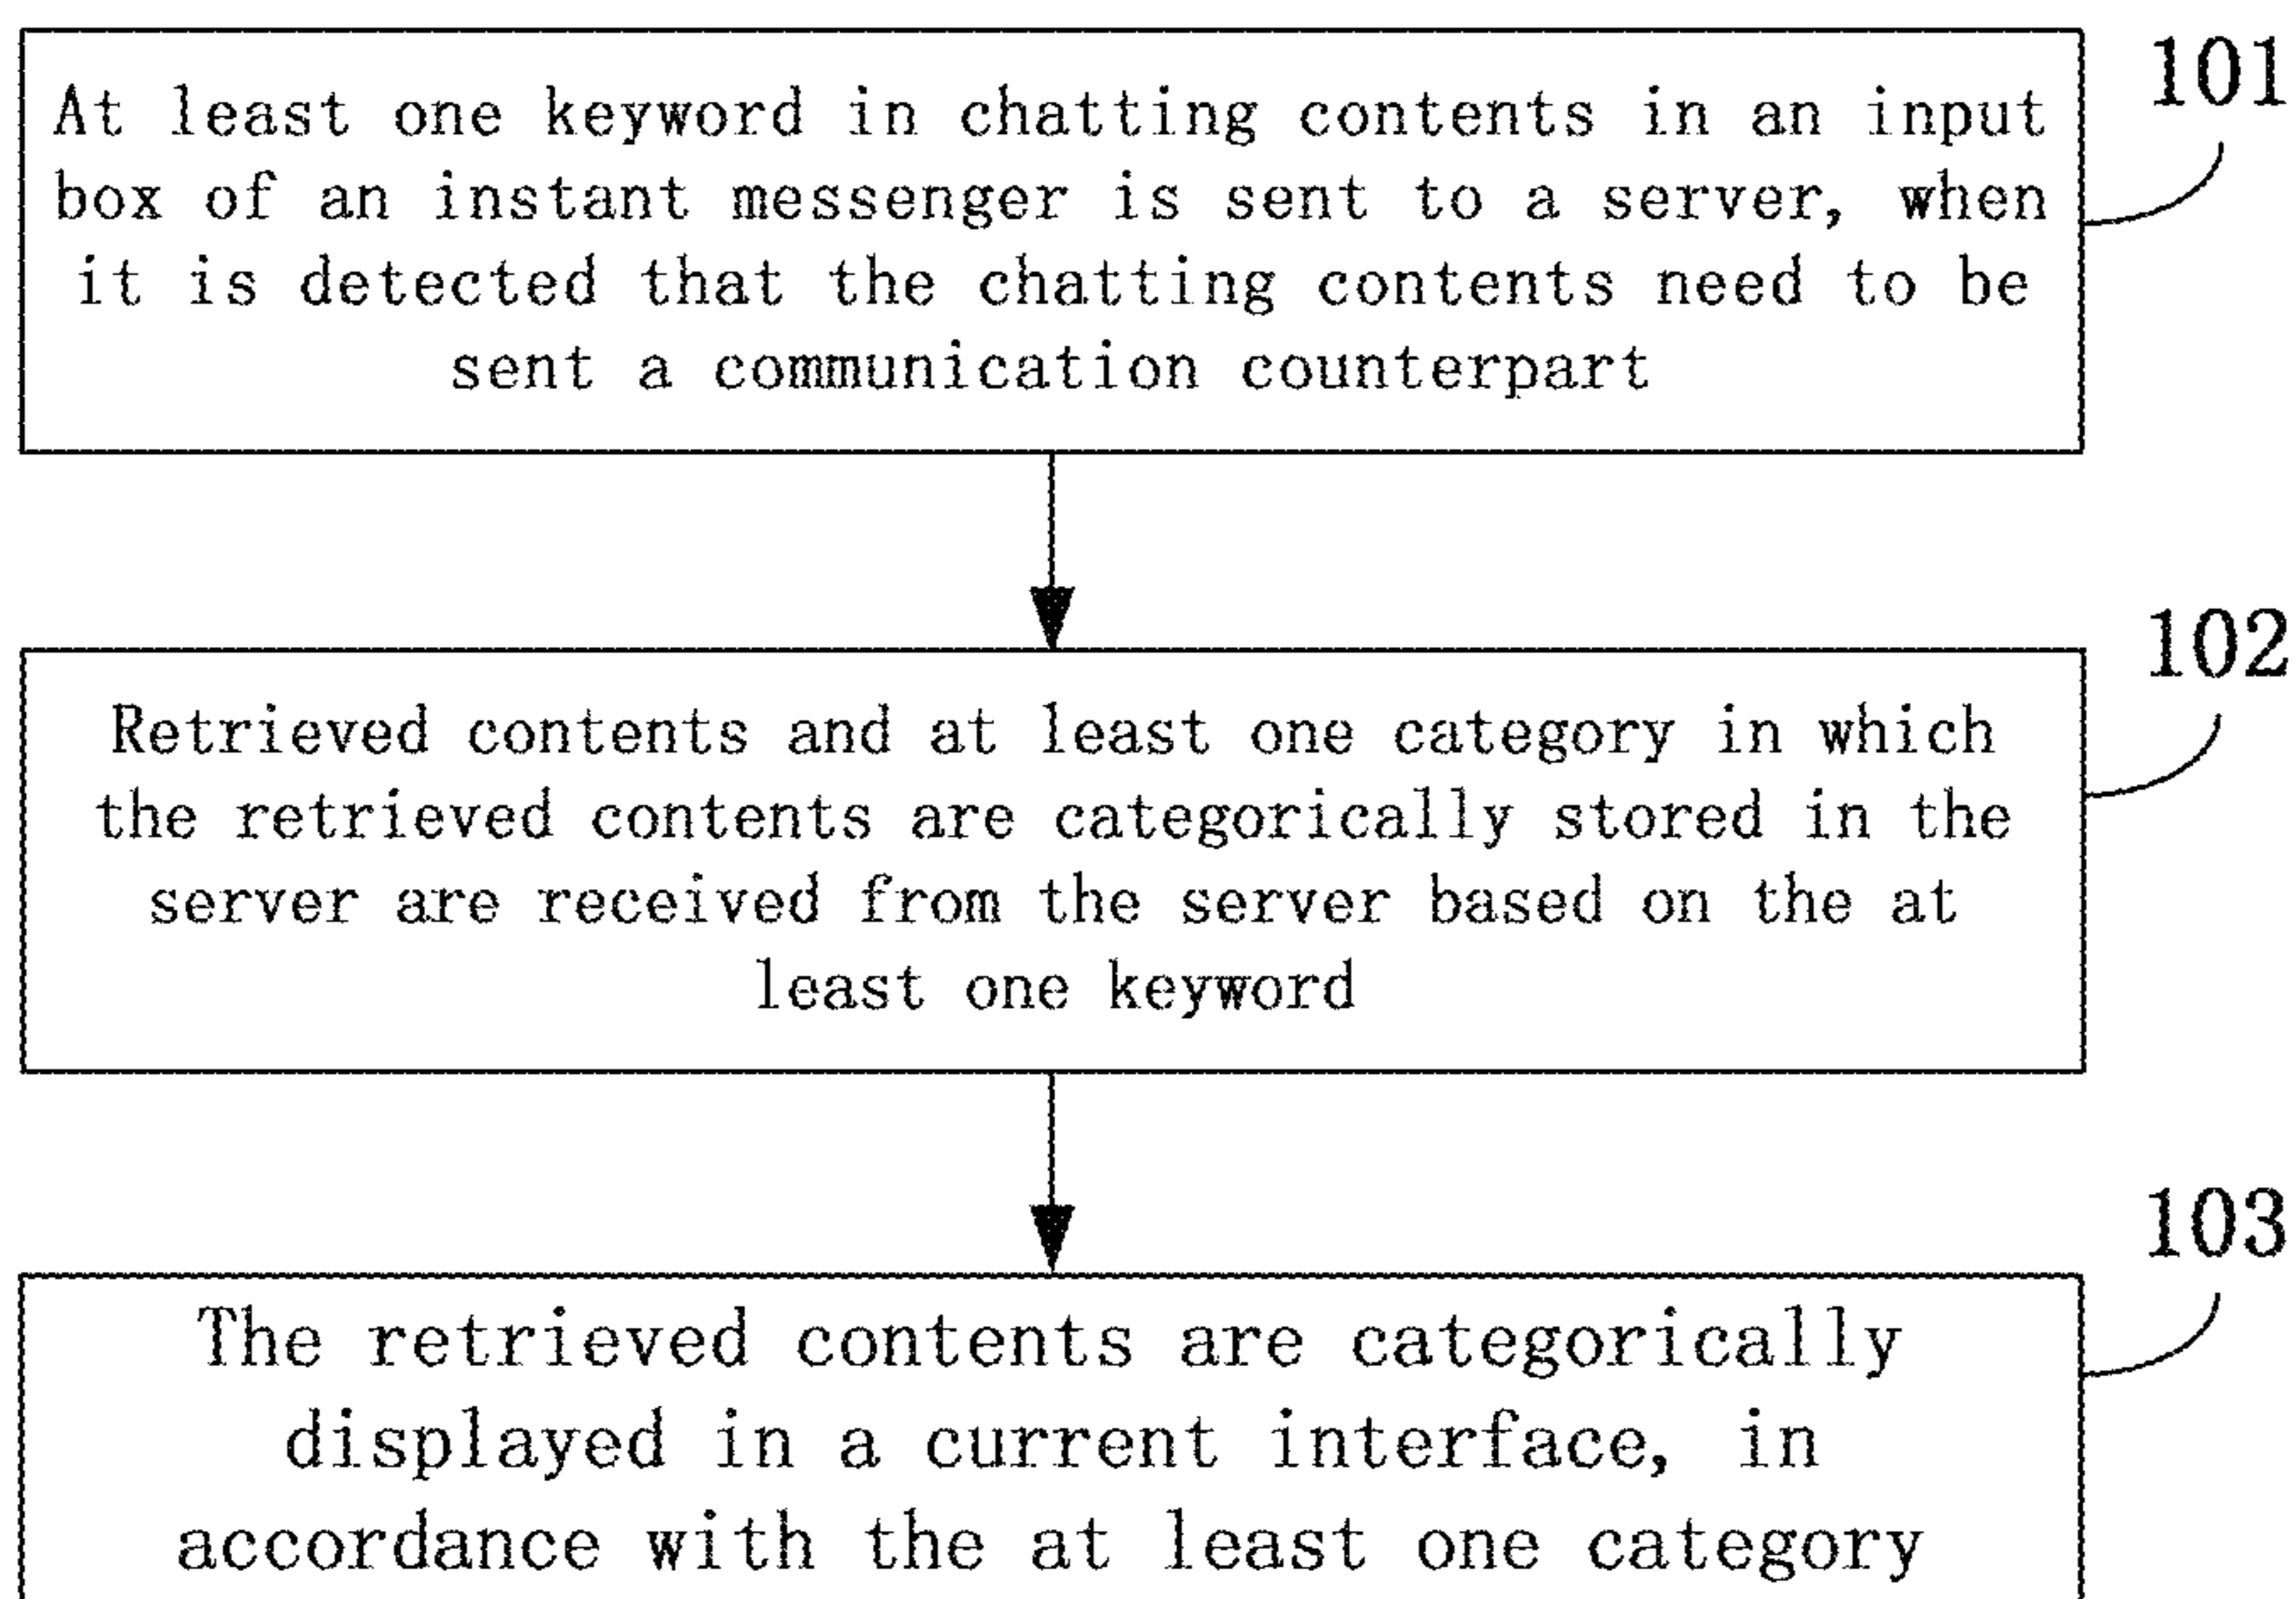 101
At least one keyword in chatting contents in an input
box of an instant messenger is sent to a server, when
it is detected that the chatting contents need to be
sent a communication counterpart
102
Retrieved contents and at least one category in which
the retrieved contents are categorically stored in the
server are received from the server based on the at
least one keyword
103
The retrieved contents are categorically
displayed in a current interface, in
accordance with the at least one category